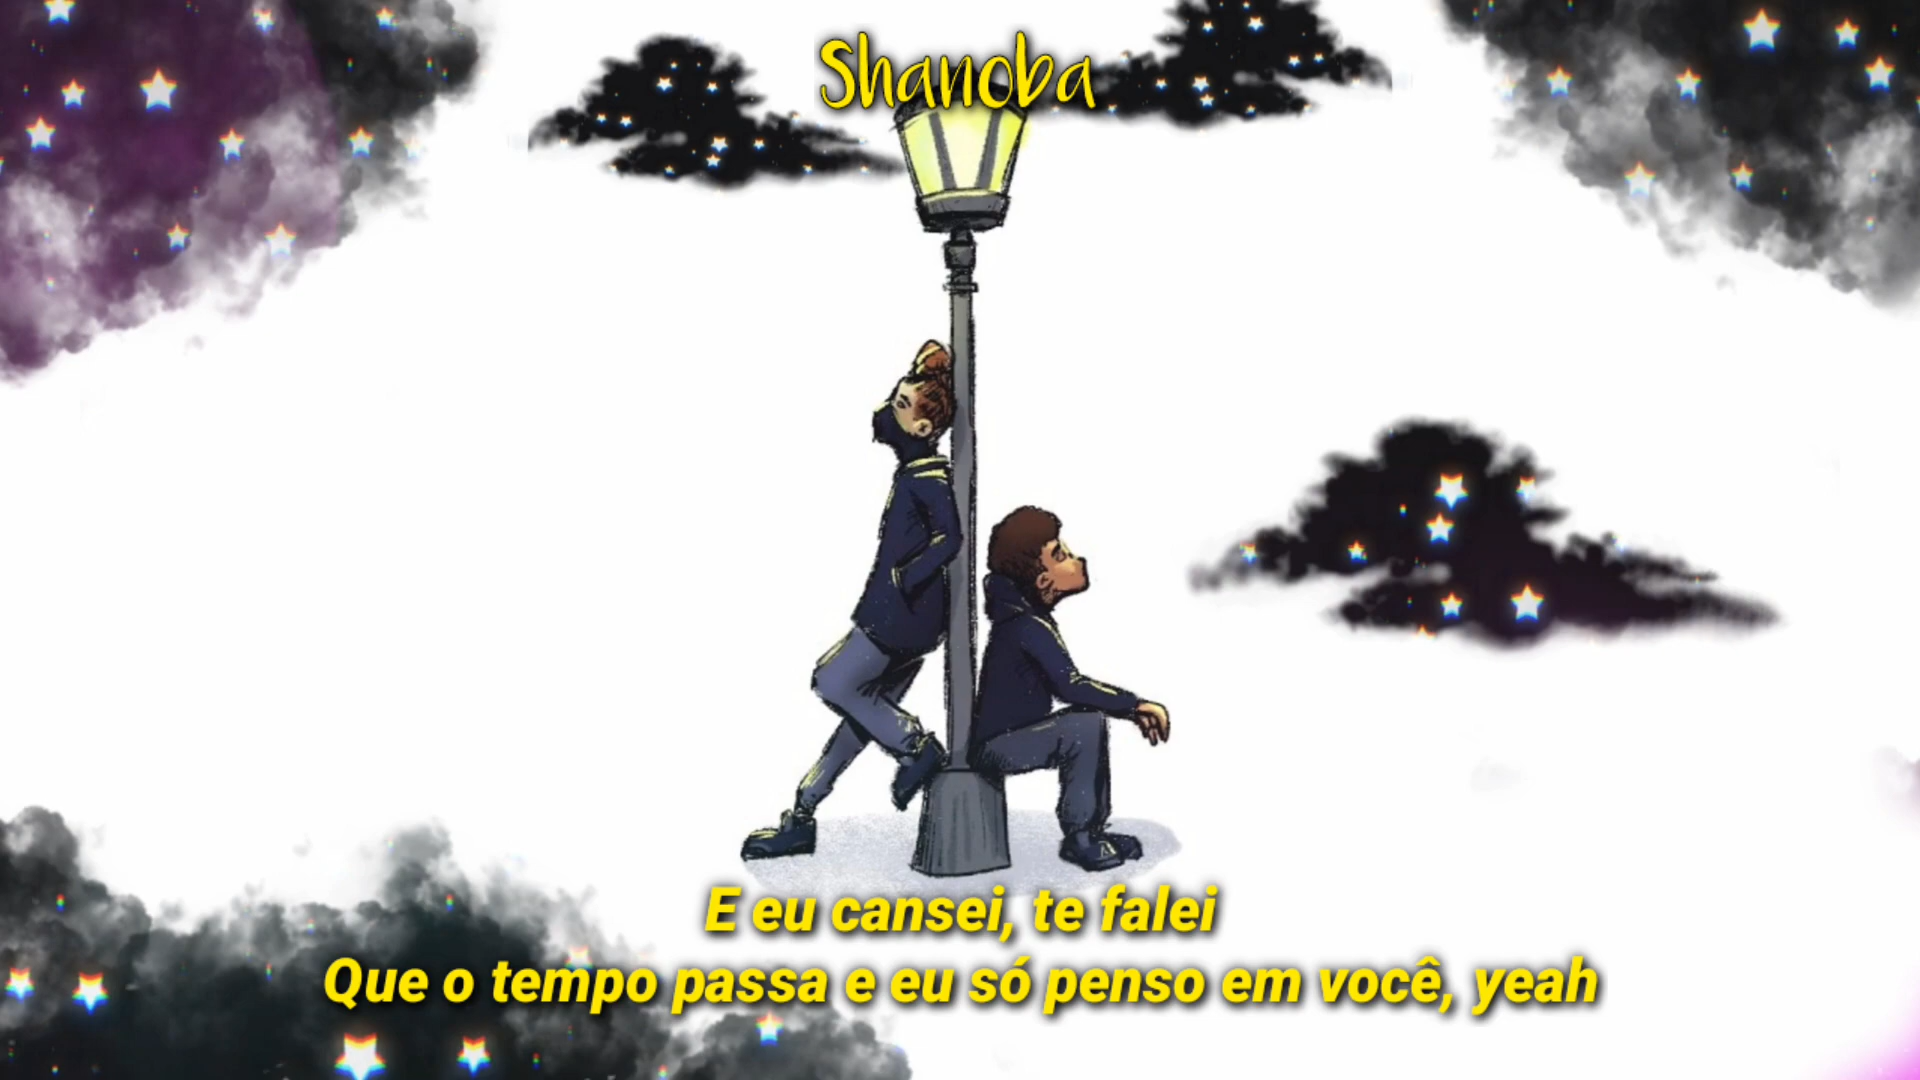 Shanoba
E eu cansei, te falei
Que o tempo passa e eu só penso em você, yeah